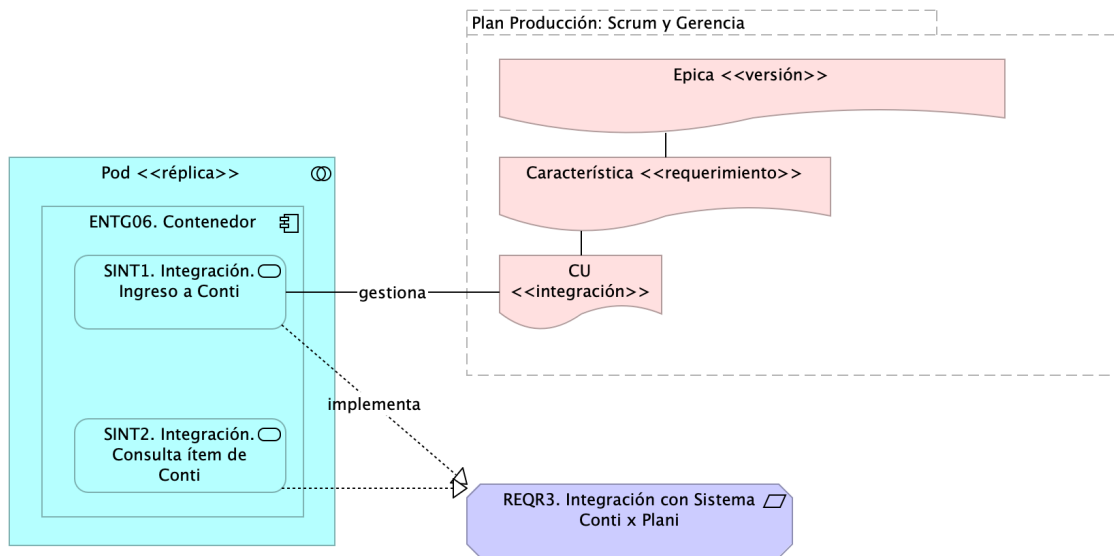 Plan Producción: Scrum y Gerencia
Epica <<versión>>
Pod <<réplica>>
Característica <<requerimiento>>
ENTG06. Contenedor
SINT1. Integración.
Ingreso a Conti
gestiona
CU
<<integración>>
implementa
SINT2. Integración.
Consulta ítem de
Conti
REQR3. Integración con Sistema
Conti x Plani